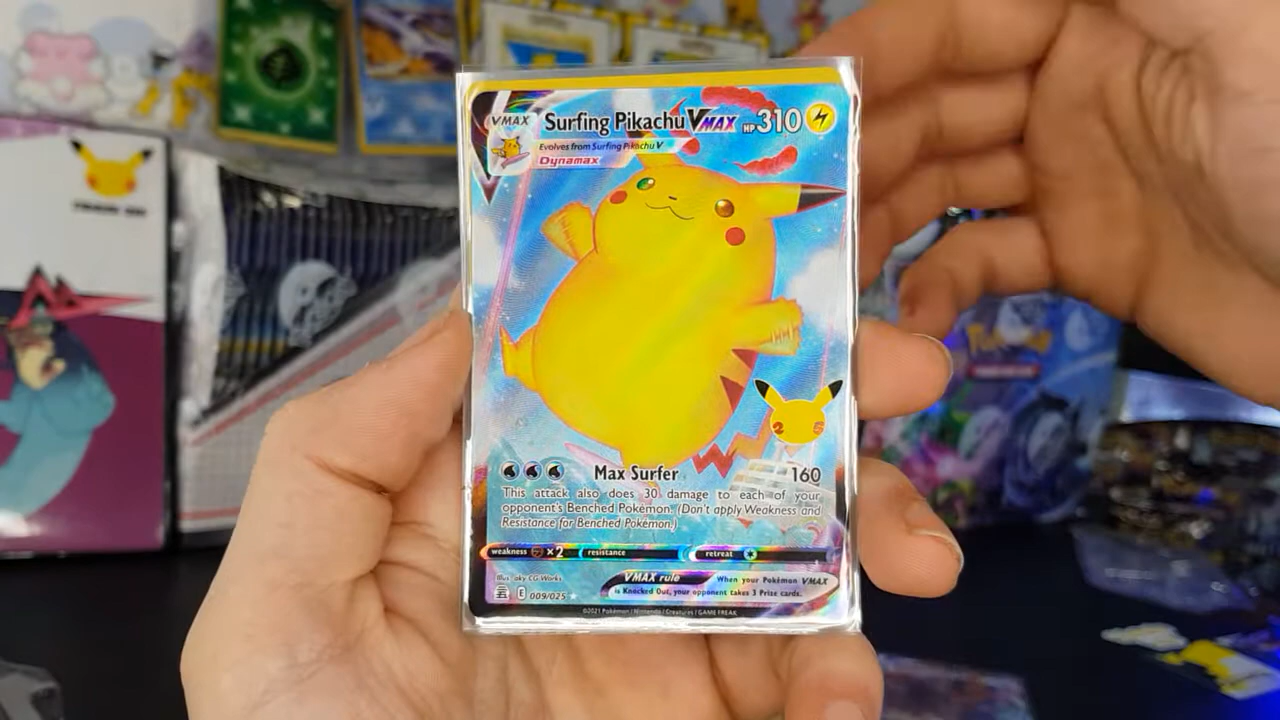 VMAX Surfing Pikachu VMAX HP 310
Evolves from Surfing Pikachu V
Dynamax
25
Max Surfer 160
This attack also does 30 damage to each of your
opponent's Benched Pokémon. (Don't apply Weakness and
Resistance for Benched Pokémon.)
weakness ×2 resistance retreat
Illus. aky CG Works
VMAX rule When your Pokémon VMAX
is Knocked Out, your opponent takes 3 Prize cards.
E 009/025
©2021 Pokémon / Nintendo / Creatures / GAME FREAK
Pokémon